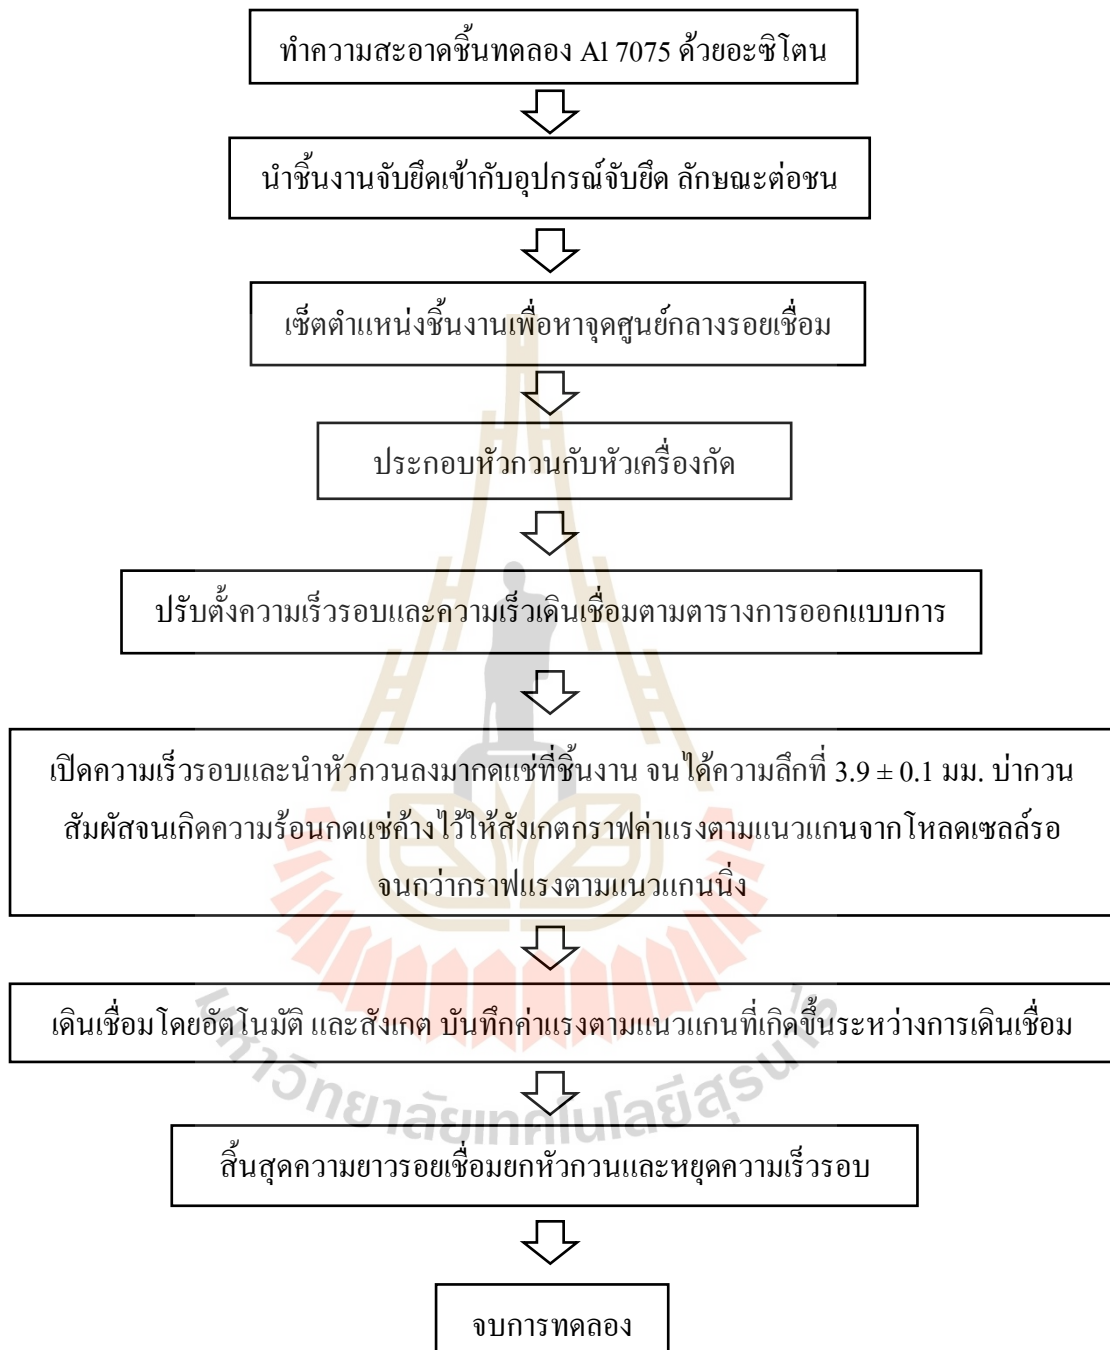 ทำความสะอาดชิ้นทดลอง Al 7075 ด้วยอะซิโตน
นำชิ้นงานจับยึดเข้ากับอุปกรณ์จับยึด ลักษณะต่อชน
เซ็ตตำแหน่งชิ้นงานเพื่อหาจุดศูนย์กลางรอยเชื่อม
ประกอบหัวกวนกับหัวเครื่องกัด
ปรับตั้งความเร็วรอบและความเร็วเดินเชื่อมตามตารางการออกแบบการ
เปิดความเร็วรอบและนำหัวกวนลงมากดแช่ที่ชิ้นงาน จนได้ความลึกที่ 3.9 ± 0.1 มม. บ่ากวน
สัมผัสจนเกิดความร้อนกดแช่ค้างไว้ให้สังเกตกราฟค่าแรงตามแนวแกนจากโหลดเซลล์รอ
จนกว่ากราฟแรงตามแนวแกนนิ่ง
เดินเชื่อมโดยอัตโนมัติ และสังเกต บันทึกค่าแรงตามแนวแกนที่เกิดขึ้นระหว่างการเดินเชื่อม
มหาวิทยาลัยเทคโนโลยีสุรนารี
สิ้นสุดความยาวรอยเชื่อมยกหัวกวนและหยุดความเร็วรอบ
จบการทดลอง